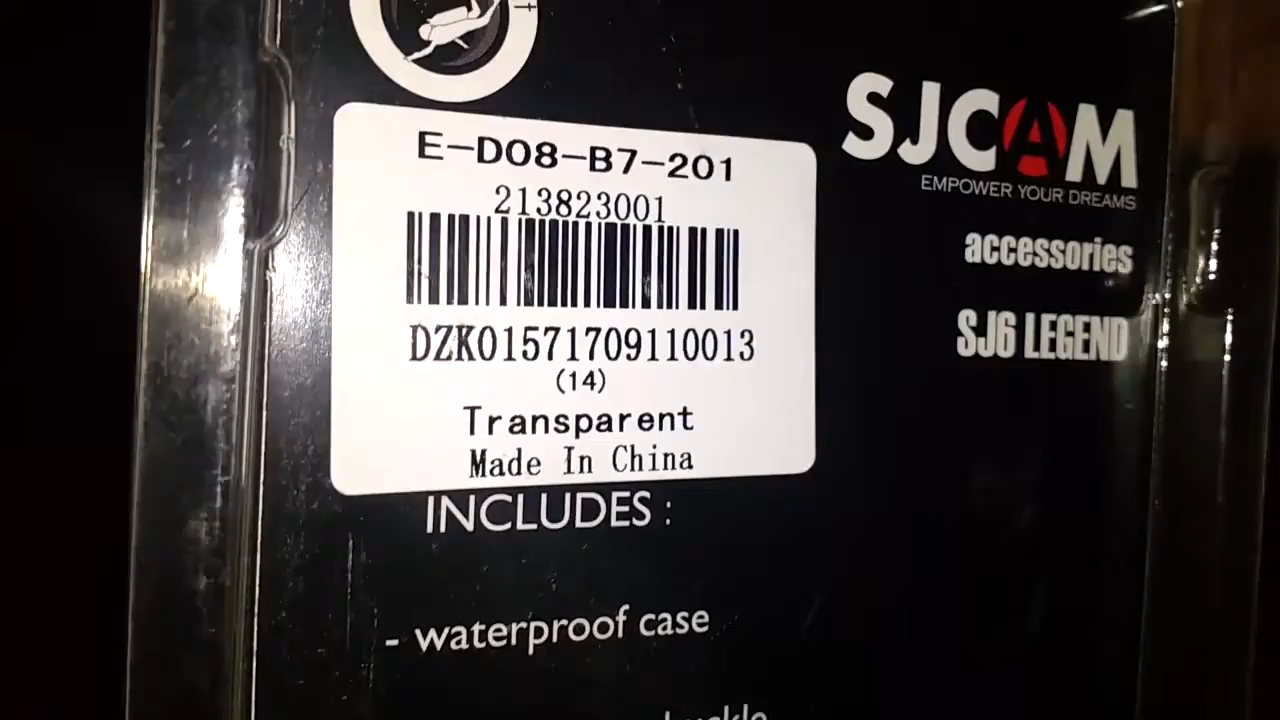 E-D08-B7-201
213823001
DZK01571709110013
(14)
Transparent
Made In China
INCLUDES :
- waterproof case
SJCAM
EMPOWER YOUR DREAMS
accessories
SJ6 LEGEND